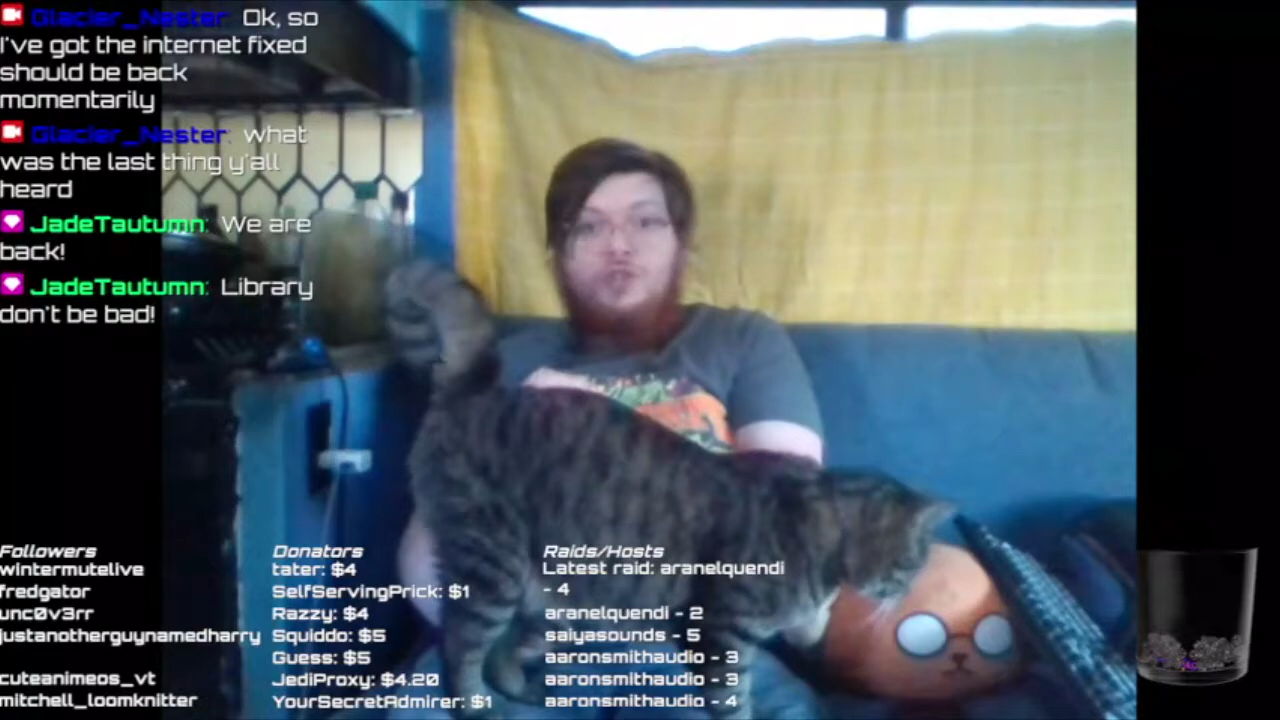 Glacier_Nester: Ok, so
I've got the internet fixed
should be back
momentarily
Glacier_Nester: what
was the last thing y'all
heard
JadeTautumn: We are
back!
JadeTautumn: Library
don't be bad!
Followers
wintermutelive
fredgator
unc0v3rr
justanotherguynamedharry
cuteanimeos_vt
mitchell_loomknitter
Donators
tater: $4
SelfServingPrick: $1
Razzy: $4
Squiddo: $5
Guess: $5
JediProxy: $4.20
YourSecretAdmirer: $1
Raids/Hosts
Latest raid: aranelquendi
- 4
aranelquendi - 2
saiyasounds - 5
aaronsmithaudio - 3
aaronsmithaudio - 3
aaronsmithaudio - 4